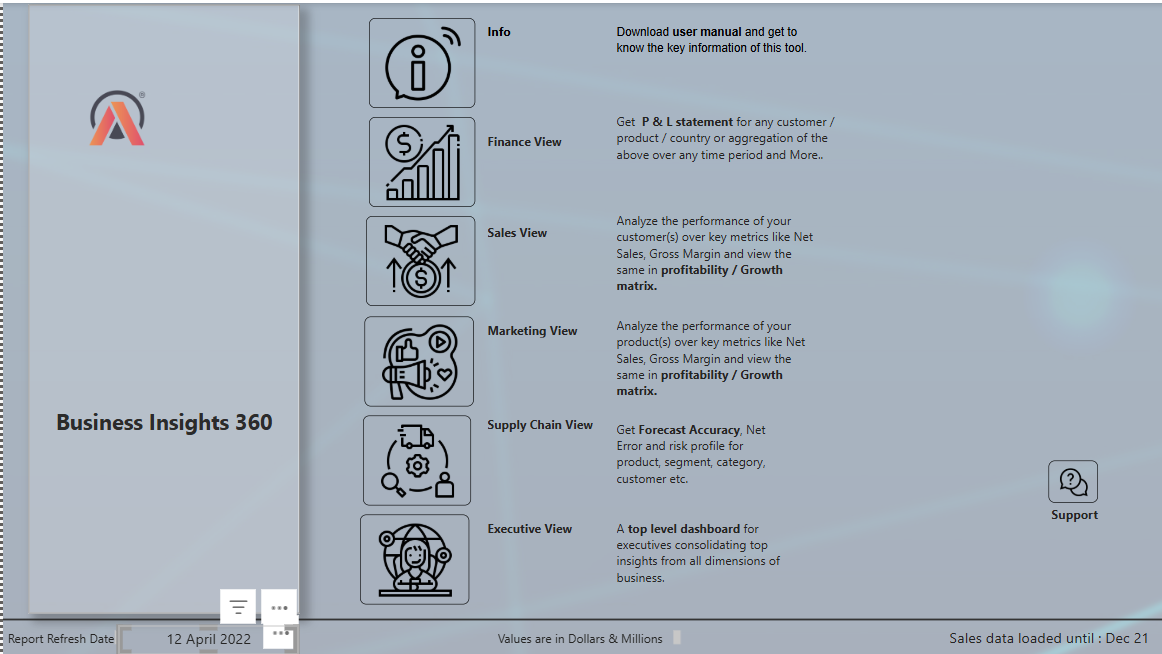 Info
Download user manual and get to
know the key information of this tool.
Finance View
Get P & L statement for any customer /
product / country or aggregation of the
above over any time period and More..
Sales View
Analyze the performance of your
customer(s) over key metrics like Net
Sales, Gross Margin and view the
same in profitability / Growth
matrix.
Marketing View
Analyze the performance of your
product(s) over key metrics like Net
Sales, Gross Margin and view the
same in profitability / Growth
matrix.
Business Insights 360
Supply Chain View
Get Forecast Accuracy, Net
Error and risk profile for
product, segment, category,
customer etc.
Support
Executive View
A top level dashboard for
executives consolidating top
insights from all dimensions of
business.
Report Refresh Date
12 April 2022
Values are in Dollars & Millions
Sales data loaded until : Dec 21